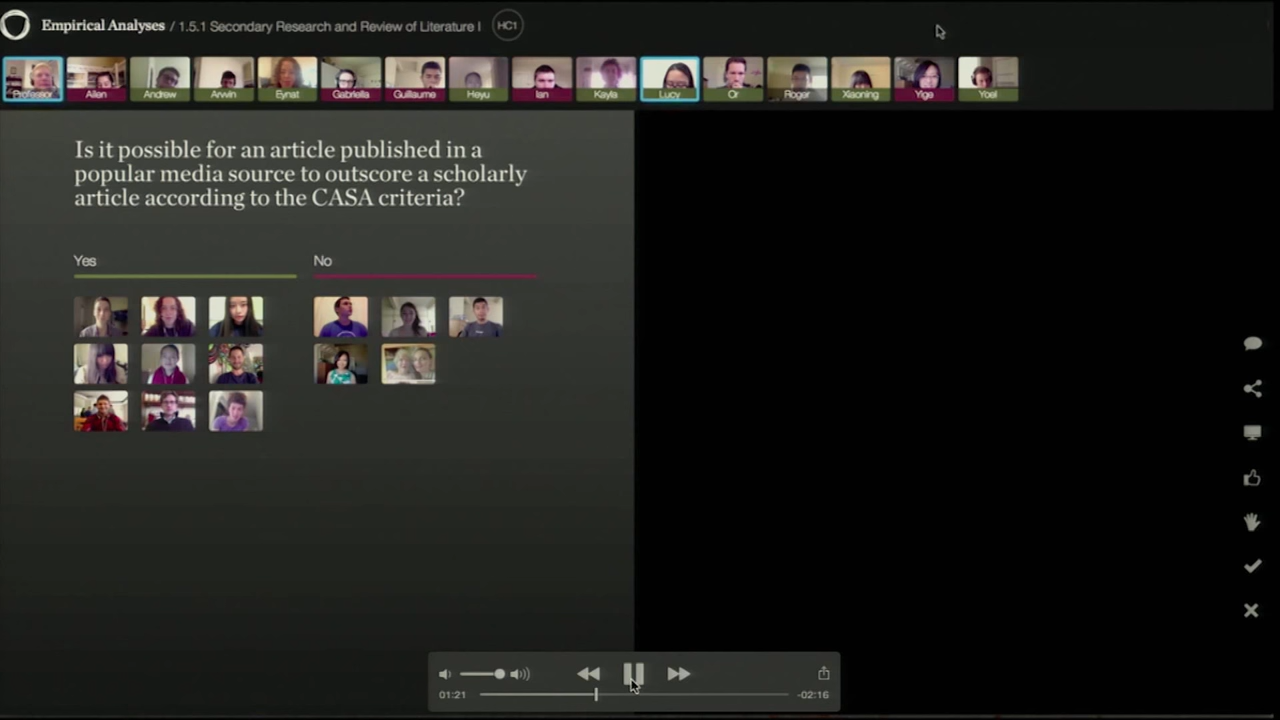 Empirical Analyses / 1.5.1 Secondary Research and Review of Literature I HC1
Professor Allen Andrew Arwin Eynat Gabriella Guillaume Heyu Ian Kayla Lucy Or Roger Xiaoning Yige Yoel
Is it possible for an article published in a
popular media source to outscore a scholarly
article according to the CASA criteria?
Yes No
01:21 -02:16